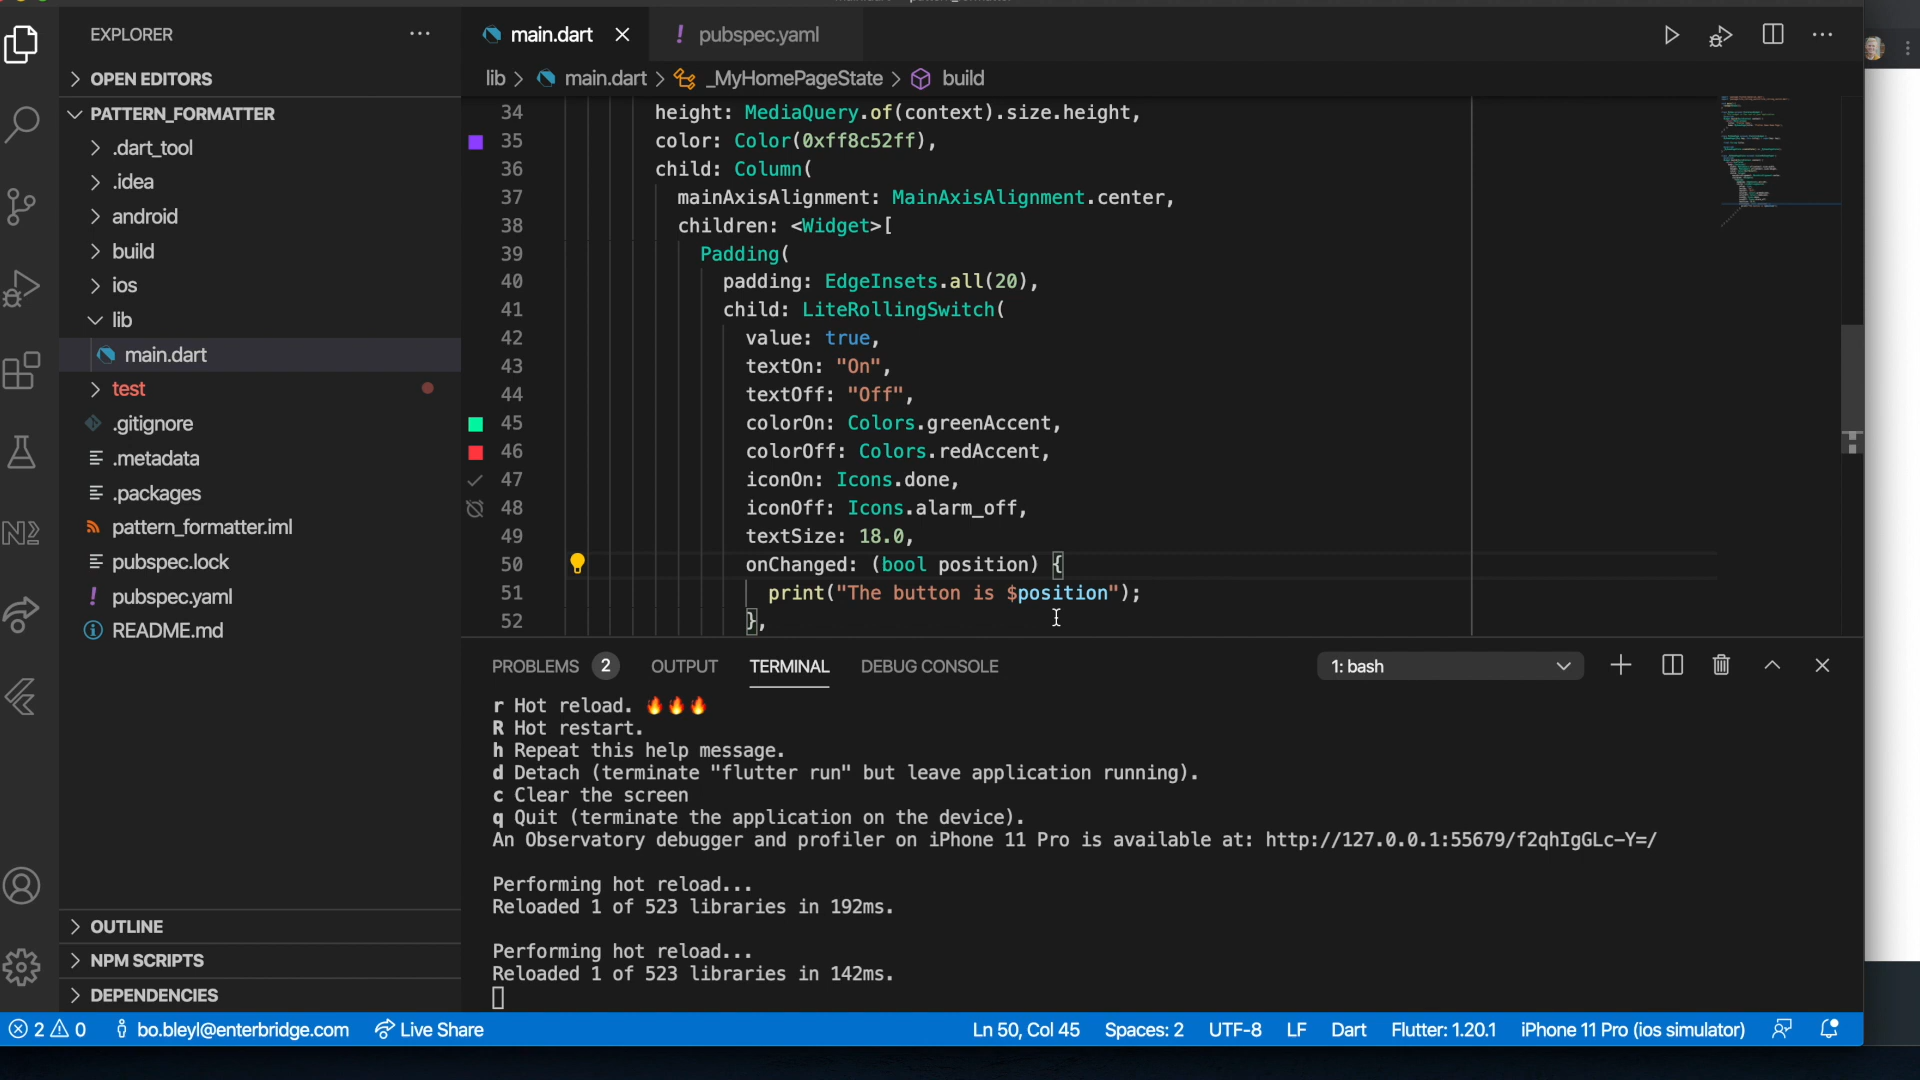 EXPLORER
main.dart
pubspec.yaml
OPEN EDITORS
lib > main.dart > _MyHomePageState > build
PATTERN_FORMATTER
.dart_tool
.idea
android
build
ios
lib
main.dart
test
.gitignore
.metadata
.packages
pattern_formatter.iml
pubspec.lock
! pubspec.yaml
README.md
OUTLINE
NPM SCRIPTS
DEPENDENCIES
34 height: MediaQuery.of(context).size.height,
35 color: Color(0xff8c52ff),
36 child: Column(
37 mainAxisAlignment: MainAxisAlignment.center,
38 children: <Widget>[
39 Padding(
40 padding: EdgeInsets.all(20),
41 child: LiteRollingSwitch(
42 value: true,
43 textOn: "On",
44 textOff: "Off",
45 colorOn: Colors.greenAccent,
46 colorOff: Colors.redAccent,
47 iconOn: Icons.done,
48 iconOff: Icons.alarm_off,
49 textSize: 18.0,
50 onChanged: (bool position) {
51 print("The button is $position");
52 },
PROBLEMS 2 OUTPUT TERMINAL DEBUG CONSOLE 1: bash
r Hot reload. 🔥🔥🔥
R Hot restart.
h Repeat this help message.
d Detach (terminate "flutter run" but leave application running).
c Clear the screen
q Quit (terminate the application on the device).
An Observatory debugger and profiler on iPhone 11 Pro is available at: http://127.0.0.1:55679/f2qhIgGLc-Y=/
Performing hot reload...
Reloaded 1 of 523 libraries in 192ms.
Performing hot reload...
Reloaded 1 of 523 libraries in 142ms.
2 0 bo.bleyl@enterbridge.com Live Share Ln 50, Col 45 Spaces: 2 UTF-8 LF Dart Flutter: 1.20.1 iPhone 11 Pro (ios simulator)